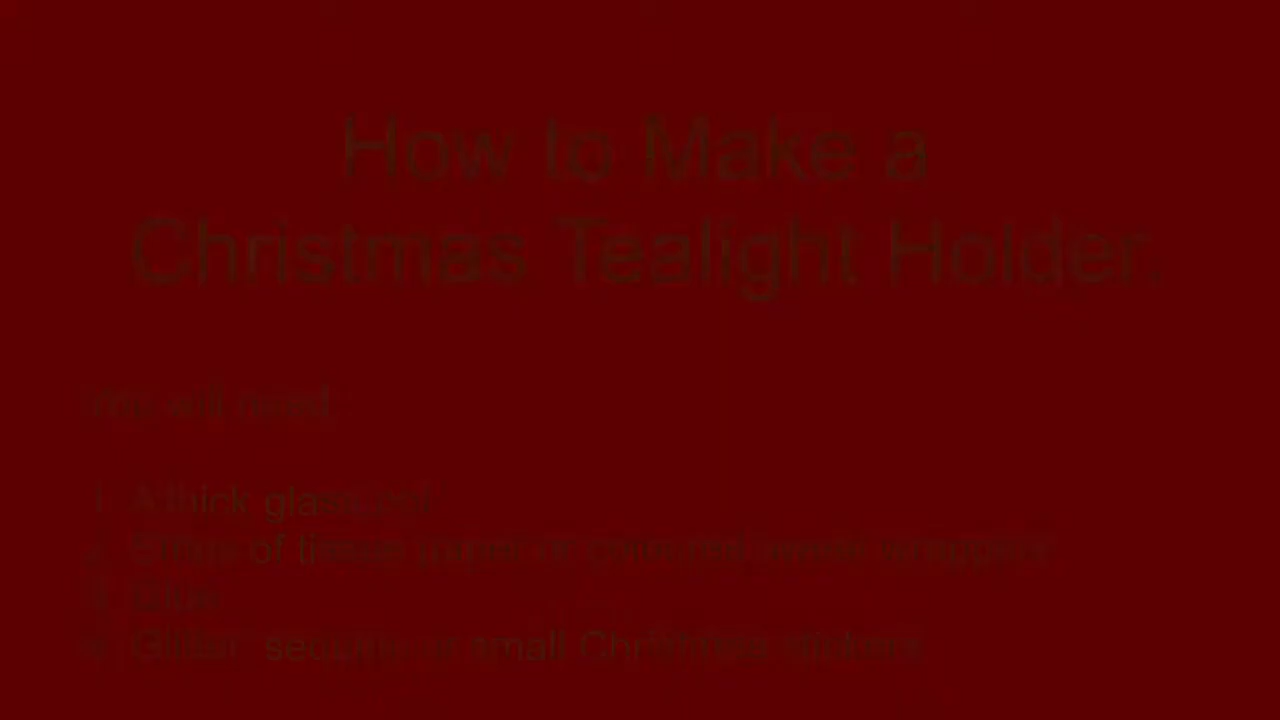 How to Make a
Christmas Tealight Holder.
You will need
1. A thick glass pot
2. Strips of tissue paper or coloured sweet wrappers
3. Glue
4. Glitter, sequins or small Christmas stickers